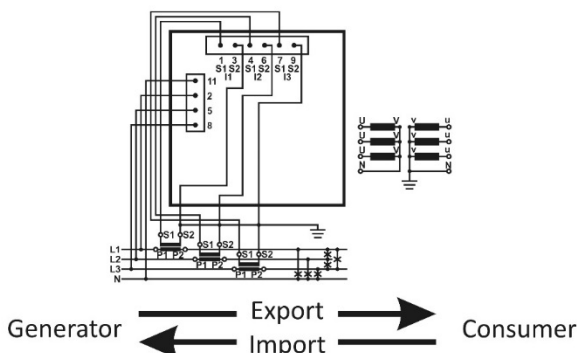 1 3 4 6 7 9
S1 S2 S1 S2 S1 S2
I1 I2 I3
11
2
5
8
U V v u
U V v u
U V v u
N N
S1 S2
S1 S2
S1 S2
L1
P1 P2
L2
P1 P2
L3
P1 P2
N
Export
Generator Consumer
Import